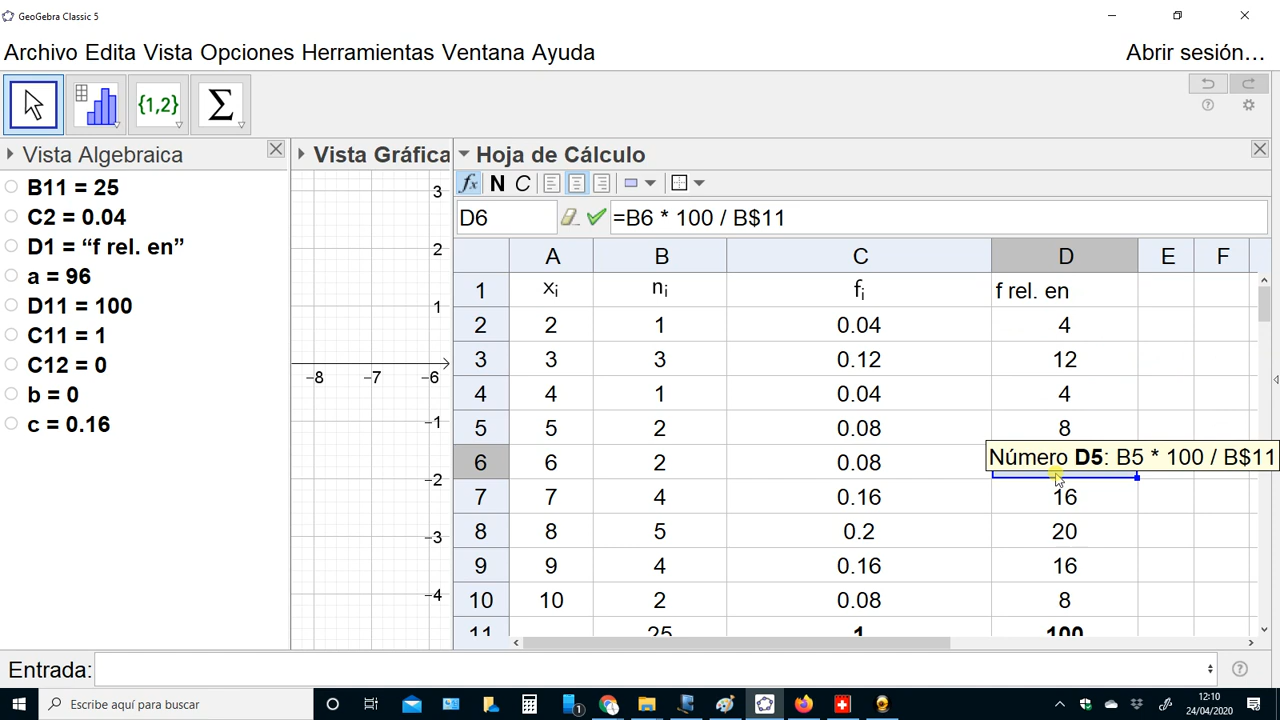 GeoGebra Classic 5
Archivo Edita Vista Opciones Herramientas Ventana Ayuda Abrir sesión...
{1,2} Σ
Vista Algebraica
B11 = 25
C2 = 0.04
D1 = “f rel. en”
a = 96
D11 = 100
C11 = 1
C12 = 0
b = 0
c = 0.16
Vista Gráfica
3
2
1
-8 -7 -6
-1
-2
-3
-4
Hoja de Cálculo
fx N C
D6 =B6 * 100 / B$11
A B C D E F
1 xi ni fi f rel. en
2 2 1 0.04 4
3 3 3 0.12 12
4 4 1 0.04 4
5 5 2 0.08 8
6 6 2 0.08
Número D5: B5 * 100 / B$11
7 7 4 0.16 16
8 8 5 0.2 20
9 9 4 0.16 16
10 10 2 0.08 8
11 25 1 100
Entrada:
Escribe aquí para buscar
1
12:10
24/04/2020